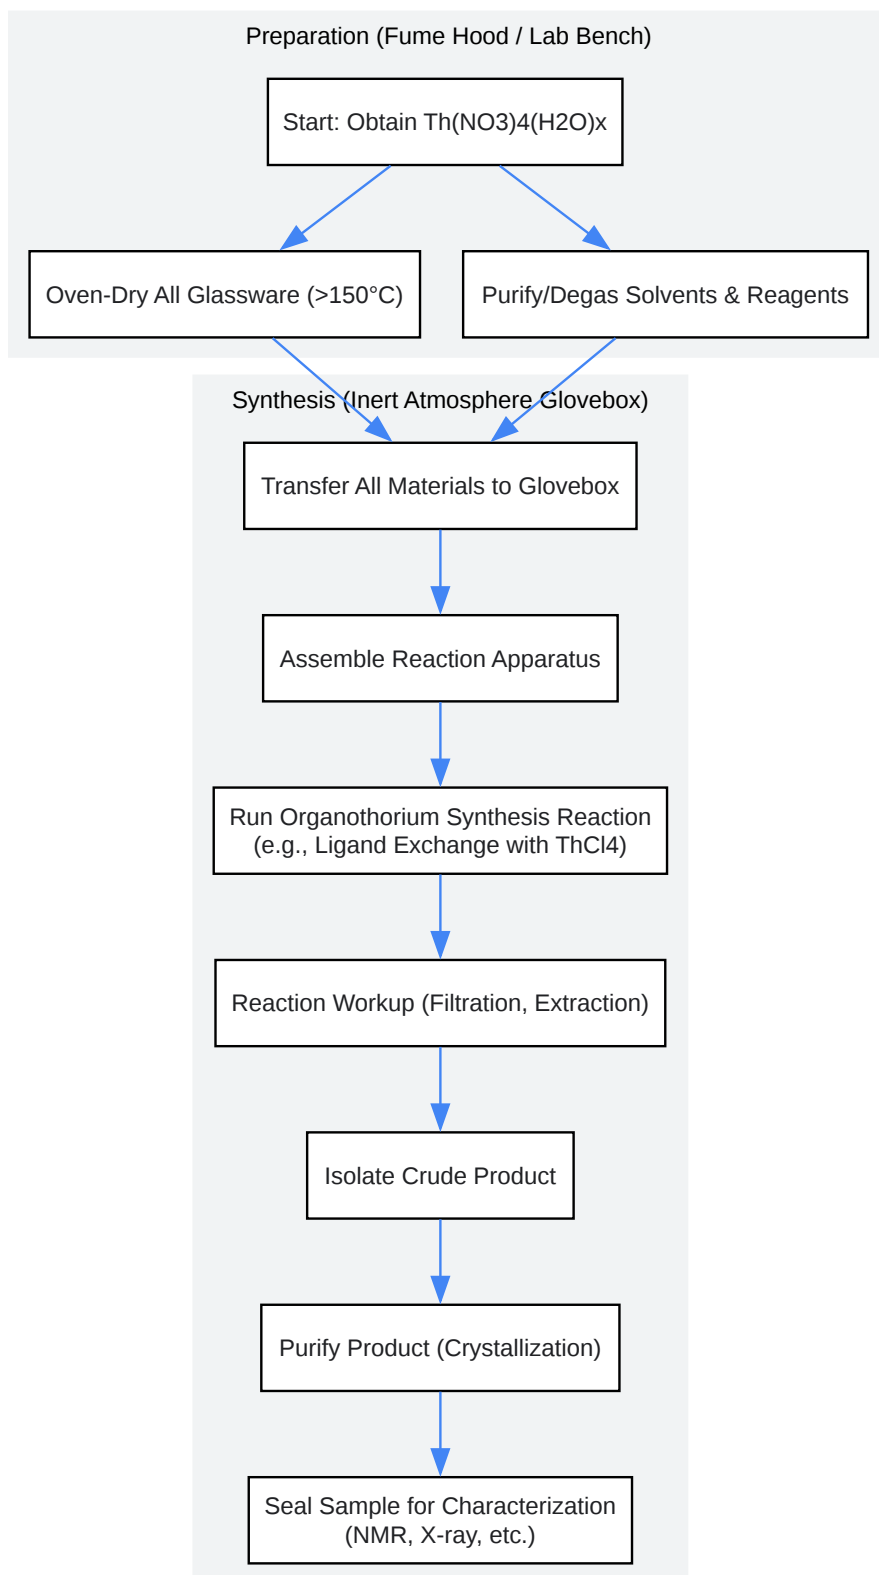 Preparation (Fume Hood / Lab Bench)
Start: Obtain Th(NO3)4(H2O)x
Oven-Dry All Glassware (>150°C)
Purify/Degas Solvents & Reagents
Synthesis (Inert Atmosphere Glovebox)
Transfer All Materials to Glovebox
Assemble Reaction Apparatus
Run Organothorium Synthesis Reaction
(e.g., Ligand Exchange with ThCl4)
Reaction Workup (Filtration, Extraction)
Isolate Crude Product
Purify Product (Crystallization)
Seal Sample for Characterization
(NMR, X-ray, etc.)